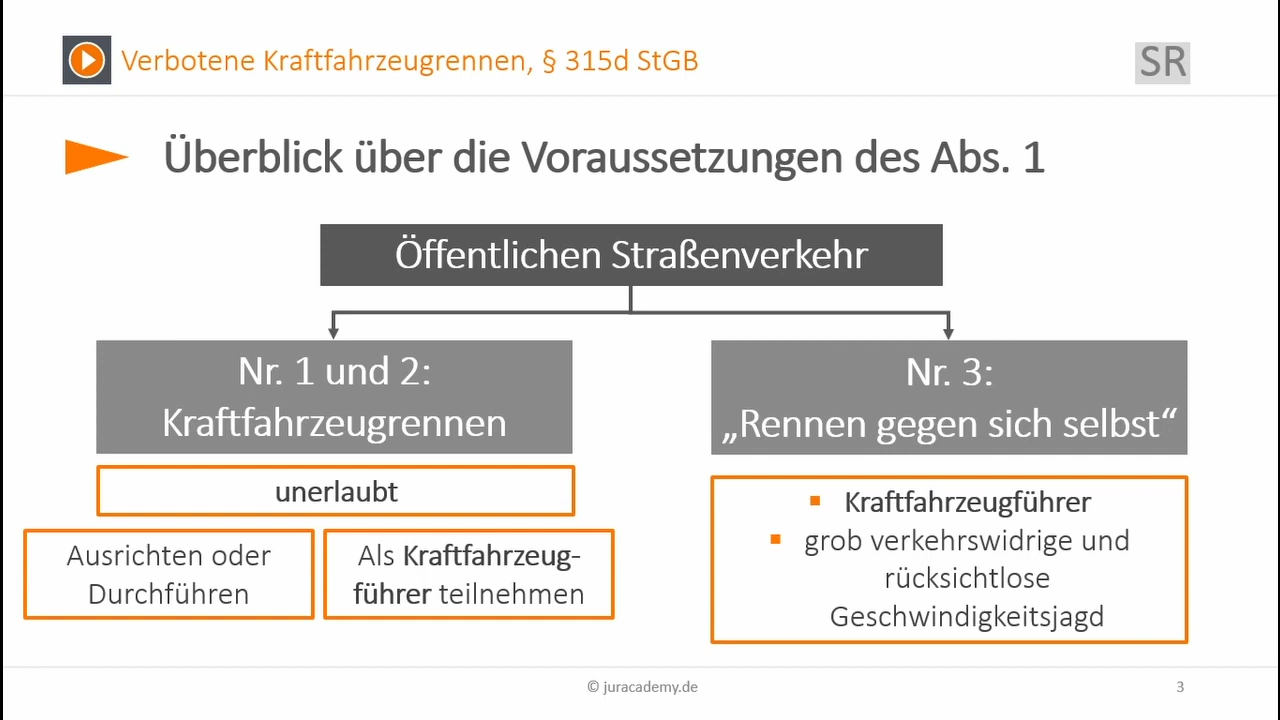 Verbotene Kraftfahrzeugrennen, § 315d StGB
SR
Überblick über die Voraussetzungen des Abs. 1
Öffentlichen Straßenverkehr
Nr. 1 und 2:
Kraftfahrzeugrennen
unerlaubt
Ausrichten oder
Durchführen
Als Kraftfahrzeug-
führer teilnehmen
Nr. 3:
„Rennen gegen sich selbst“
▪ Kraftfahrzeugführer
▪ grob verkehrswidrige und
rücksichtlose
Geschwindigkeitsjagd
© juracademy.de
3